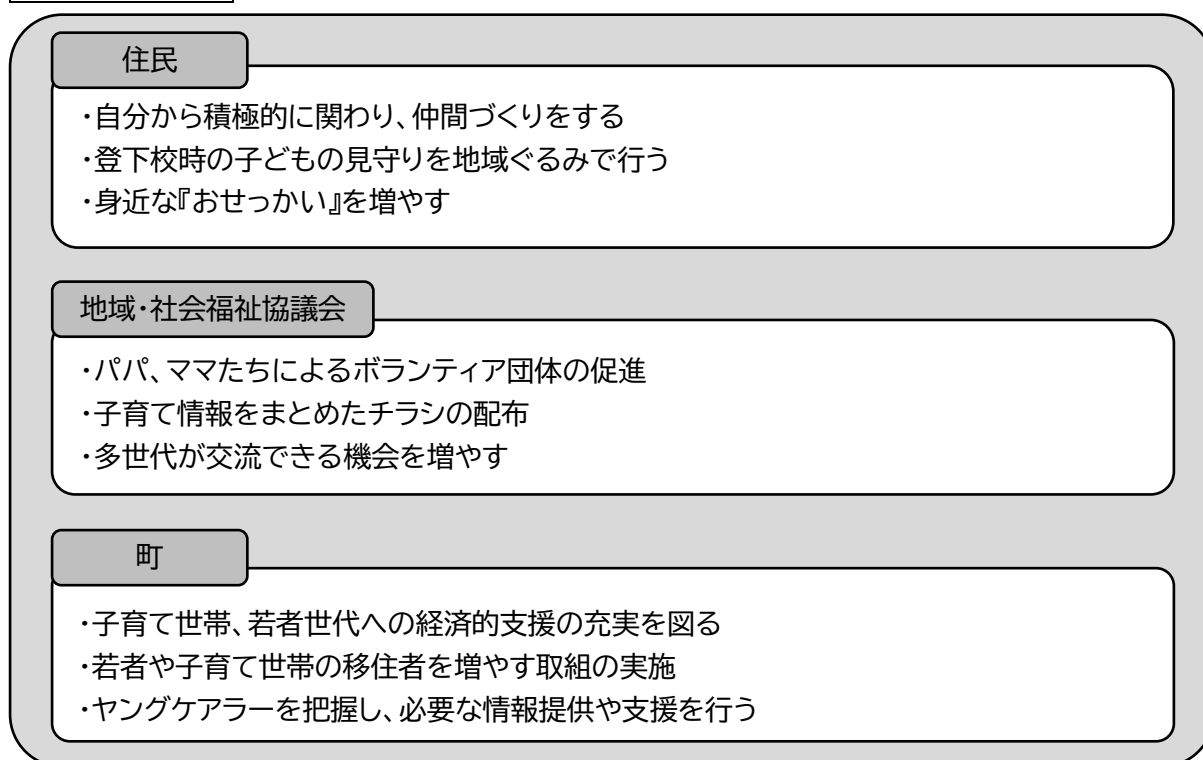 住民
・自分から積極的に関わり、仲間づくりをする
・登下校時の子どもの見守りを地域ぐるみで行う
・身近な『おせっかい』を増やす
地域・社会福祉協議会
・パパ、ママたちによるボランティア団体の促進
・子育て情報をまとめたチラシの配布
・多世代が交流できる機会を増やす
町
・子育て世帯、若者世代への経済的支援の充実を図る
・若者や子育て世帯の移住者を増やす取組の実施
・ヤングケアラーを把握し、必要な情報提供や支援を行う